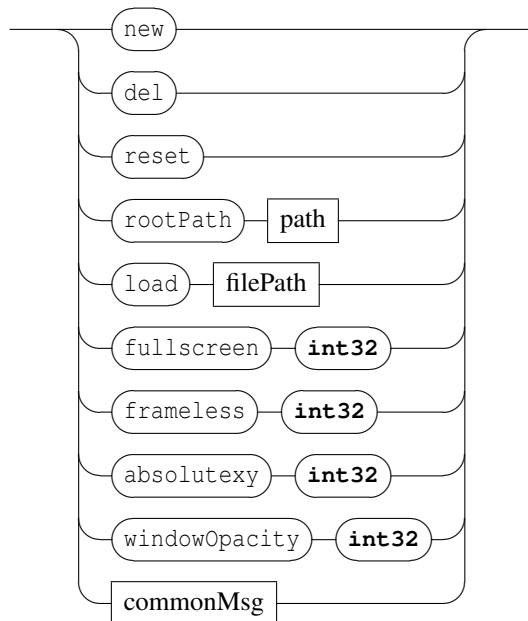 new
del
reset
rootPath path
load filePath
fullscreen int32
frameless int32
absolutexy int32
windowOpacity int32
commonMsg